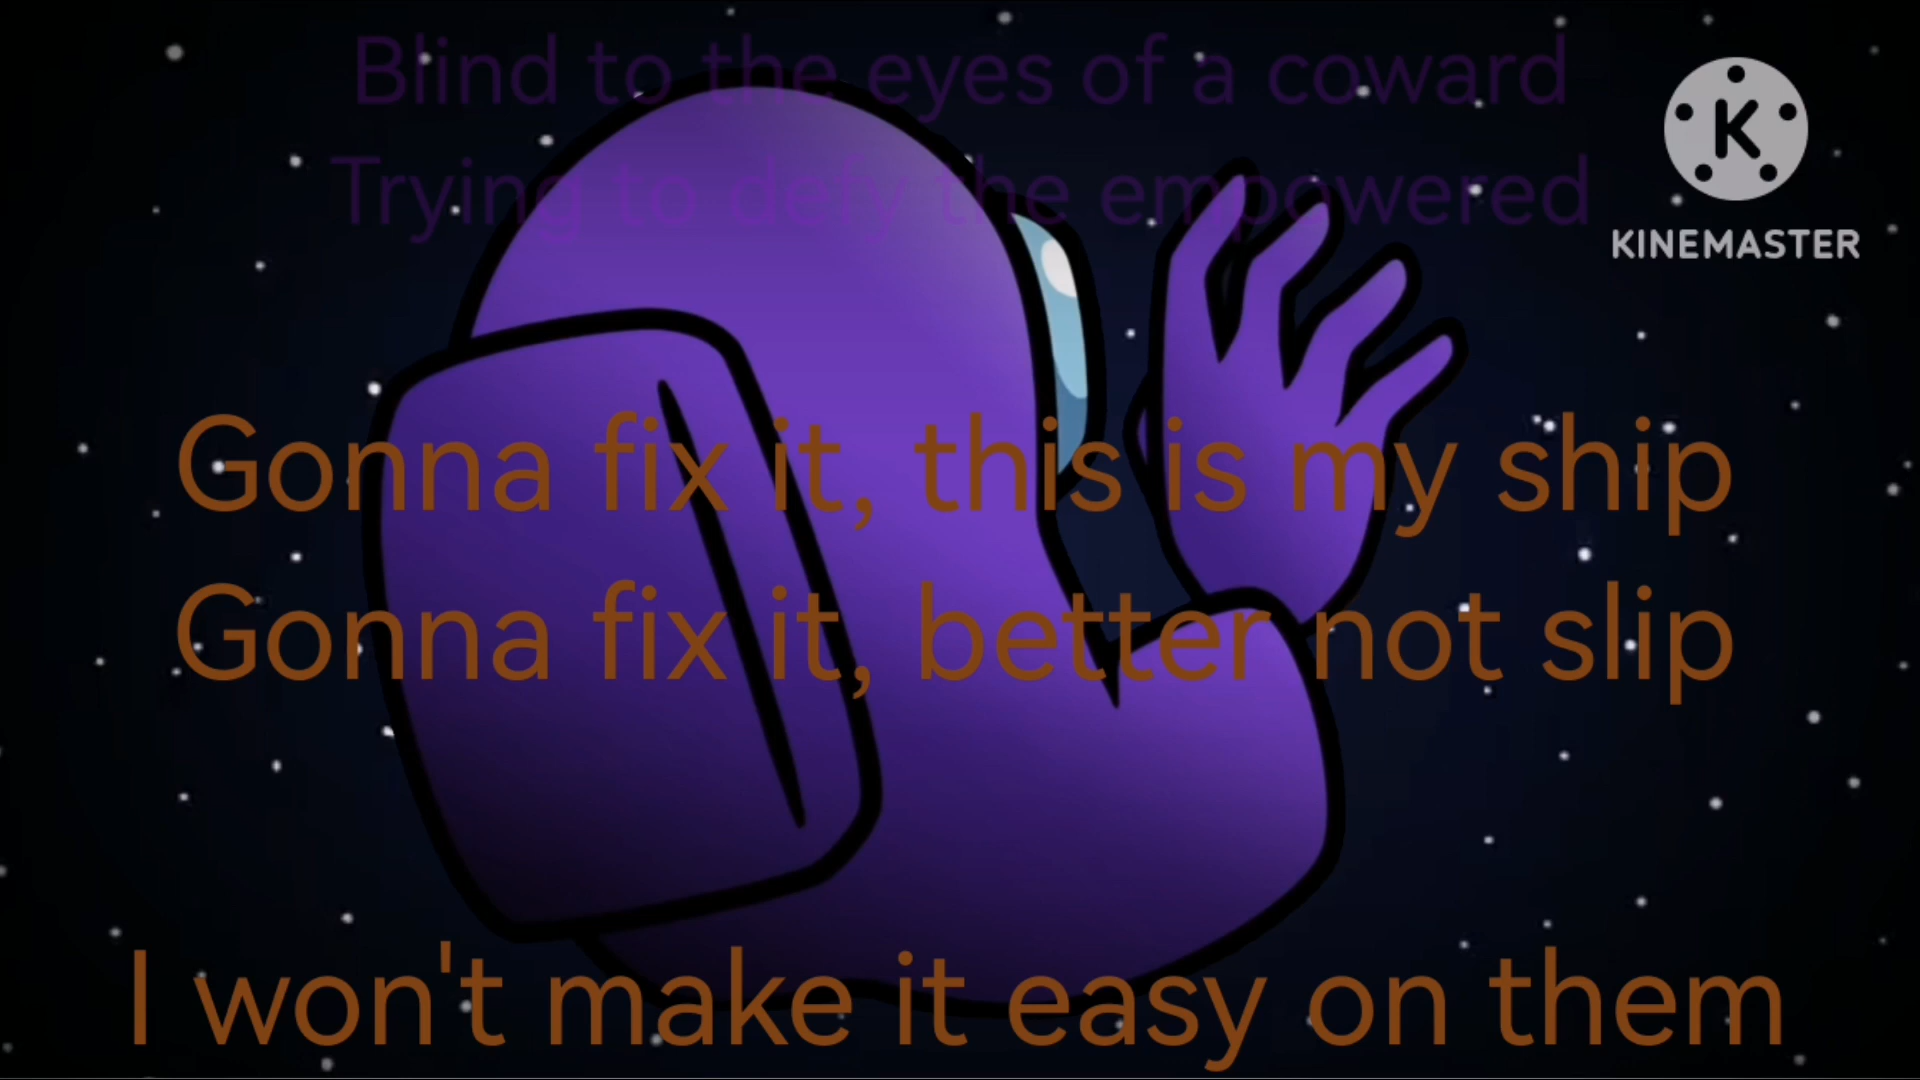 Blind to the eyes of a coward
Trying to defy the empowered
K
KINEMASTER
Gonna fix it, this is my ship
Gonna fix it, better not slip
I won't make it easy on them